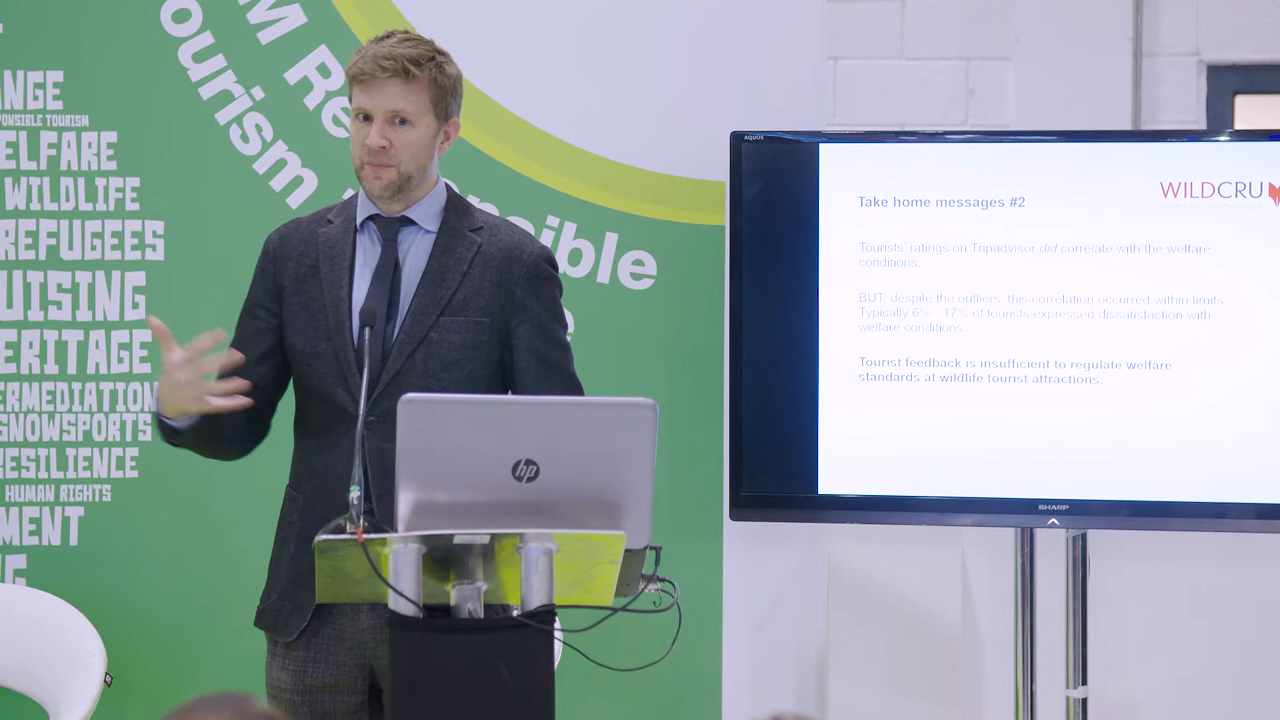 M Re
ourism
nsible
e
ANGE
PONSIBLE TOURISM
ELFARE
WILDLIFE
REFUGEES
UISING
ERITAGE
ERMEDIATION
SNOWSPORTS
RESILIENCE
HUMAN RIGHTS
MENT
G
hp
AQUOS
WILDCRU
Take home messages #2
Tourists' ratings on Tripadvisor did correlate with the welfare
conditions.
BUT, despite the outliers, this correlation occurred within limits.
Typically 6% - 17% of tourists expressed dissatisfaction with
welfare conditions.
Tourist feedback is insufficient to regulate welfare
standards at wildlife tourist attractions.
SHARP